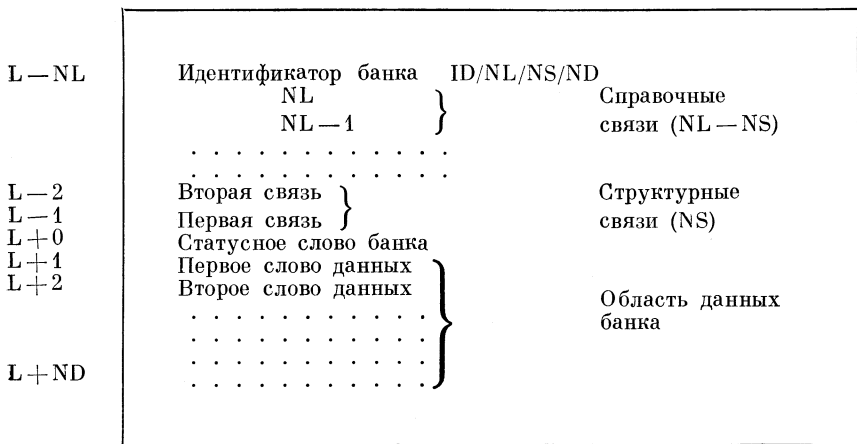 L—NL Идентификатор банка ID/NL/NS/ND
NL Справочные
NL—1 связи (NL—NS)
. . . . . . . . . . . .
. . . . . . . . . . . .
L—2 Вторая связь Структурные
L—1 Первая связь связи (NS)
L+0 Статусное слово банка
L+1 Первое слово данных
L+2 Второе слово данных Область данных
. . . . . . . . . . . банка
. . . . . . . . . . .
. . . . . . . . . . .
L+ND . . . . . . . . . . .